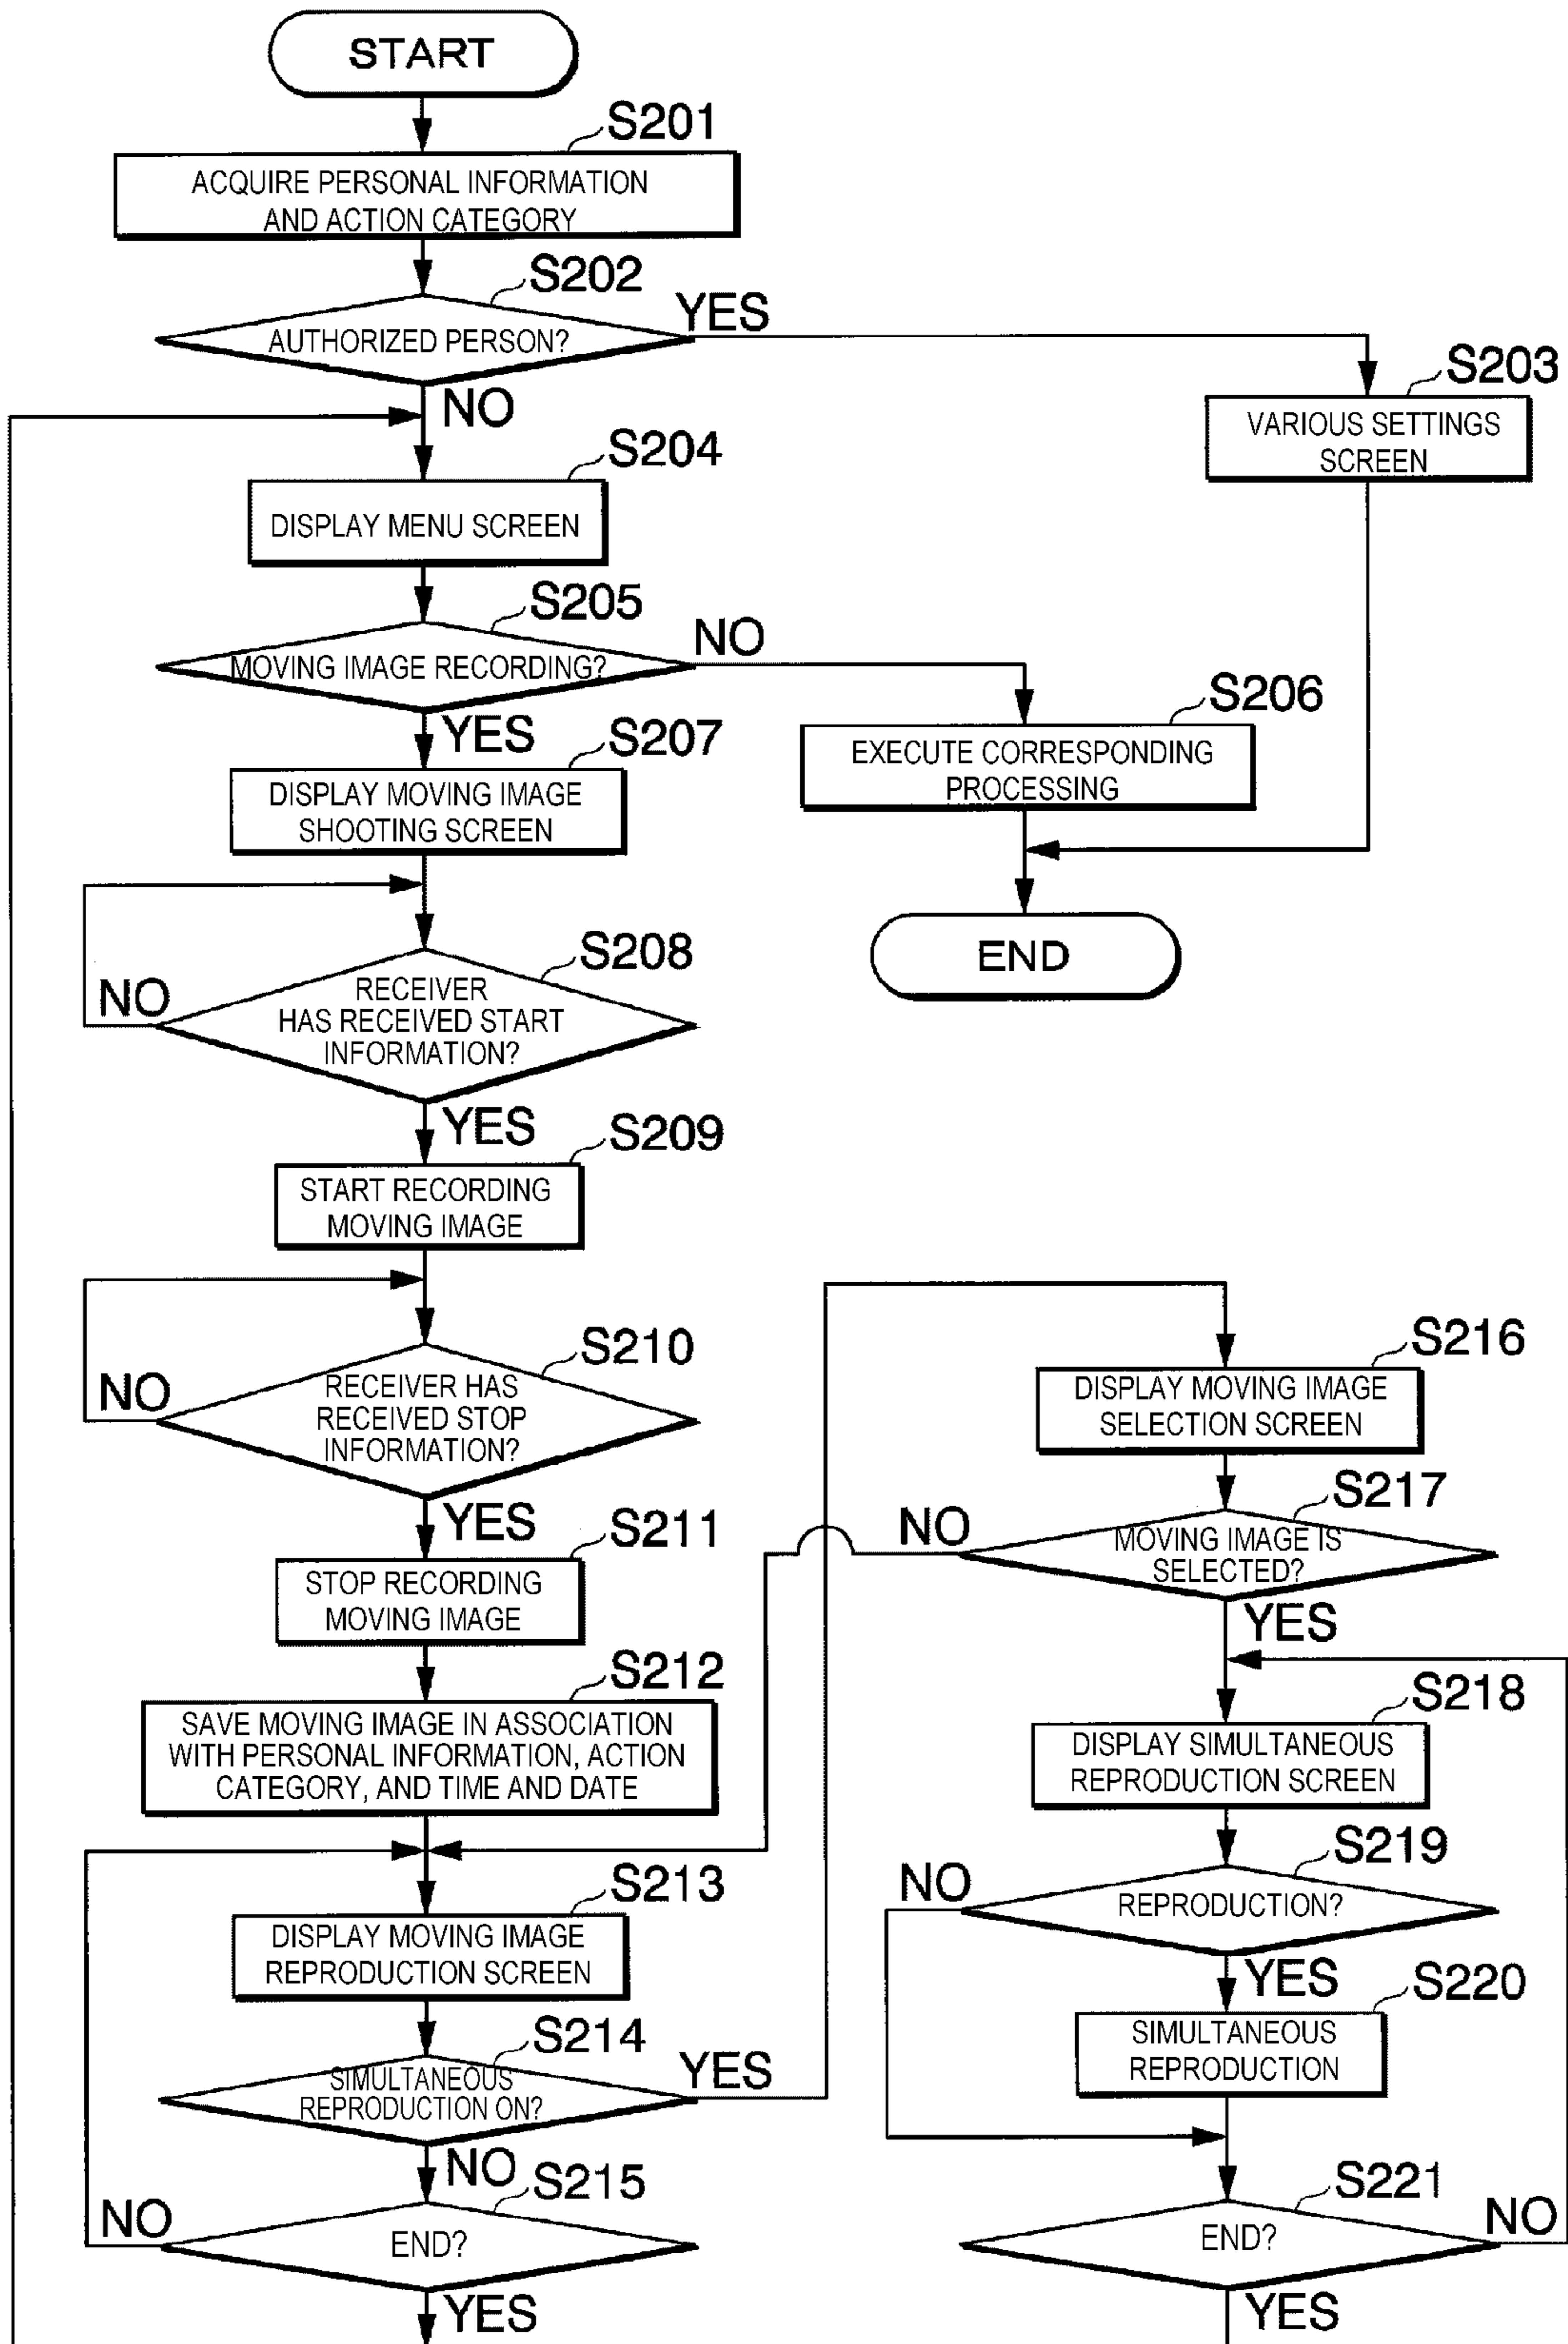 START
S201
ACQUIRE PERSONAL INFORMATION
AND ACTION CATEGORY
S202
AUTHORIZED PERSON?
YES
NO
S203
VARIOUS SETTINGS
SCREEN
S204
DISPLAY MENU SCREEN
S205
MOVING IMAGE RECORDING?
NO
YES
S206
EXECUTE CORRESPONDING
PROCESSING
END
S207
DISPLAY MOVING IMAGE
SHOOTING SCREEN
S208
RECEIVER
HAS RECEIVED START
INFORMATION?
NO
YES
S209
START RECORDING
MOVING IMAGE
S210
RECEIVER HAS
RECEIVED STOP
INFORMATION?
NO
YES
S211
STOP RECORDING
MOVING IMAGE
S212
SAVE MOVING IMAGE IN ASSOCIATION
WITH PERSONAL INFORMATION, ACTION
CATEGORY, AND TIME AND DATE
S213
DISPLAY MOVING IMAGE
REPRODUCTION SCREEN
S214
SIMULTANEOUS
REPRODUCTION ON?
YES
NO
S215
END?
NO
YES
S216
DISPLAY MOVING IMAGE
SELECTION SCREEN
S217
MOVING IMAGE IS
SELECTED?
NO
YES
S218
DISPLAY SIMULTANEOUS
REPRODUCTION SCREEN
S219
REPRODUCTION?
NO
YES
S220
SIMULTANEOUS
REPRODUCTION
S221
END?
NO
YES